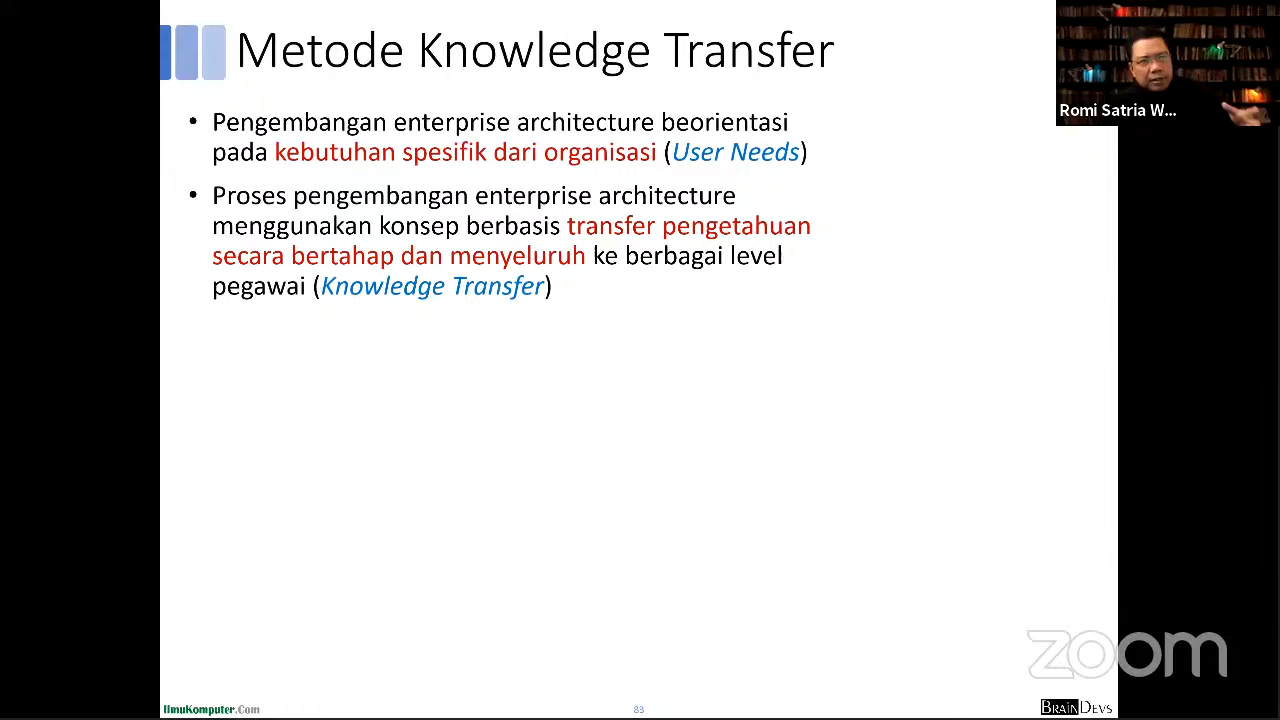 Metode Knowledge Transfer
Romi Satria W...
• Pengembangan enterprise architecture beorientasi
pada kebutuhan spesifik dari organisasi (User Needs)
• Proses pengembangan enterprise architecture
menggunakan konsep berbasis transfer pengetahuan
secara bertahap dan menyeluruh ke berbagai level
pegawai (Knowledge Transfer)
zoom
IlmuKomputer.Com
83
BRAINDEVS